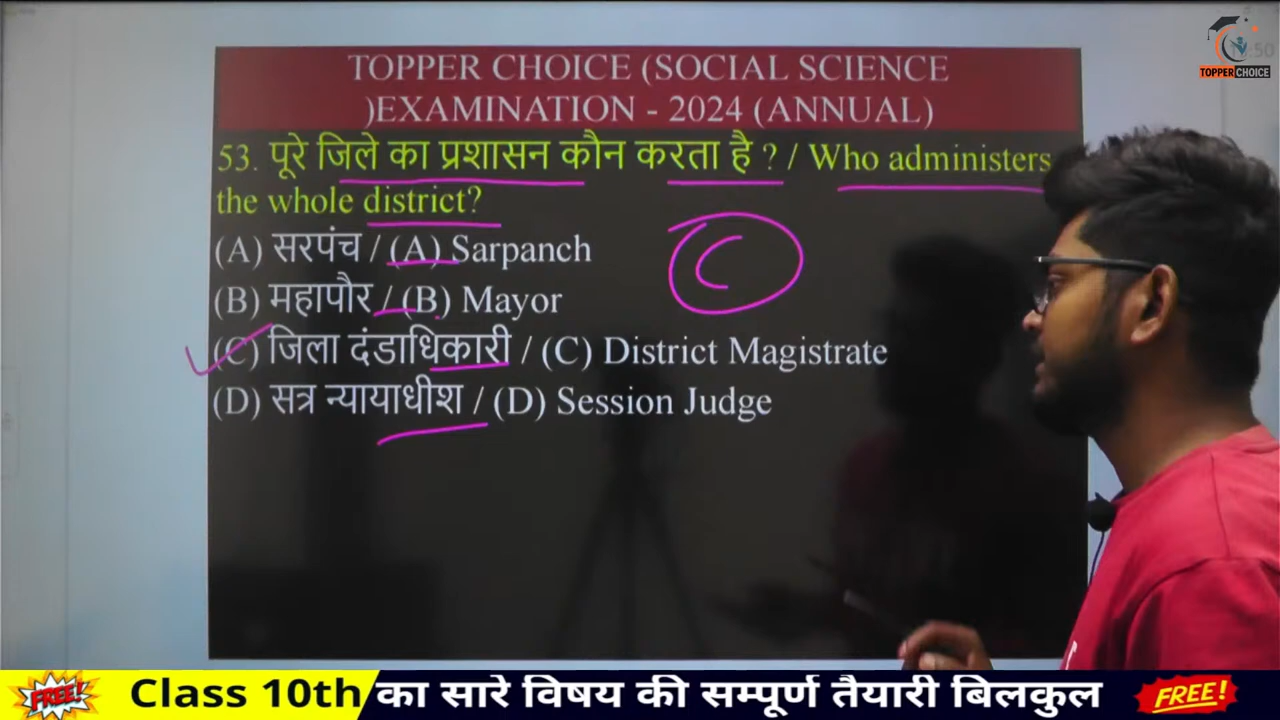 TOPPER CHOICE (SOCIAL SCIENCE
)EXAMINATION - 2024 (ANNUAL)
53. पूरे जिले का प्रशासन कौन करता है ? / Who administers
the whole district?
(A) सरपंच / (A) Sarpanch
(B) महापौर / (B) Mayor
(C) जिला दंडाधिकारी / (C) District Magistrate
(D) सत्र न्यायाधीश / (D) Session Judge
C
TOPPER CHOICE
FREE! Class 10th का सारे विषय की सम्पूर्ण तैयारी बिलकुल FREE!